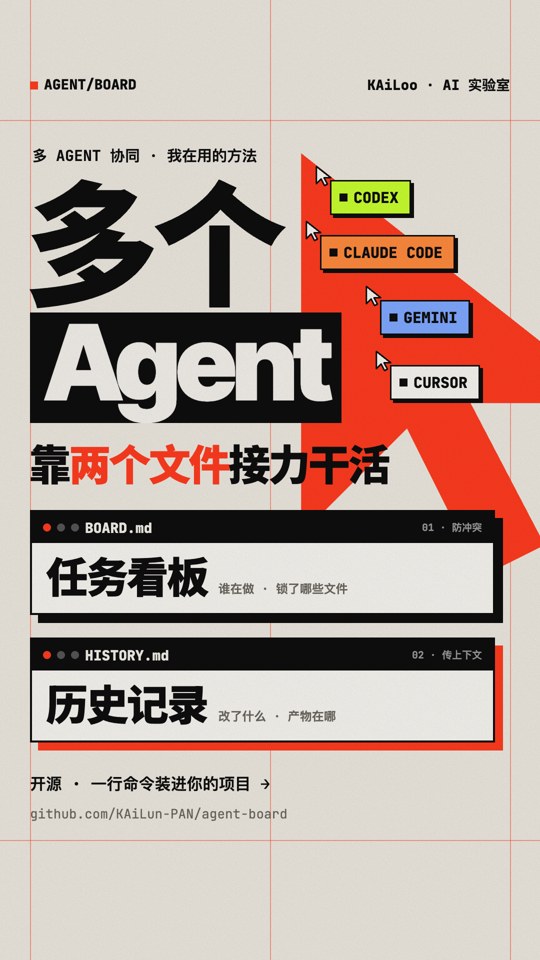 AGENT/BOARD
KAiLoo · AI 实验室
多 AGENT 协同 · 我在用的方法
多个
Agent
靠两个文件接力干活
CODEX
CLAUDE CODE
GEMINI
CURSOR
BOARD.md
01 · 防冲突
任务看板 谁在做 · 锁了哪些文件
HISTORY.md
02 · 传上下文
历史记录 改了什么 · 产物在哪
开源 · 一行命令装进你的项目 →
github.com/KAiLun-PAN/agent-board